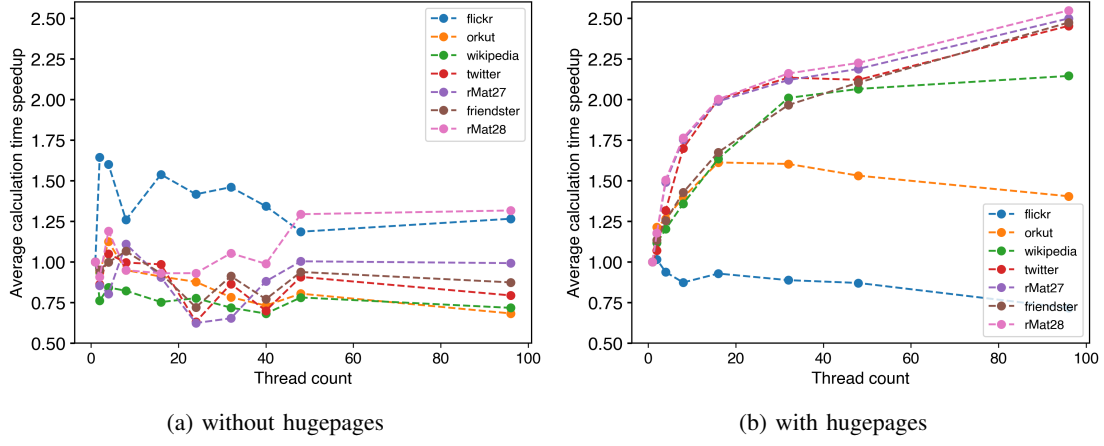 2.50
2.25
2.00
1.75
1.50
1.25
1.00
0.75
0.50
Average calculation time speedup
0 20 40 60 80 100
Thread count
flickr
orkut
wikipedia
twitter
rMat27
friendster
rMat28
(a) without hugepages
2.50
2.25
2.00
1.75
1.50
1.25
1.00
0.75
0.50
Average calculation time speedup
0 20 40 60 80 100
Thread count
flickr
orkut
wikipedia
twitter
rMat27
friendster
rMat28
(b) with hugepages